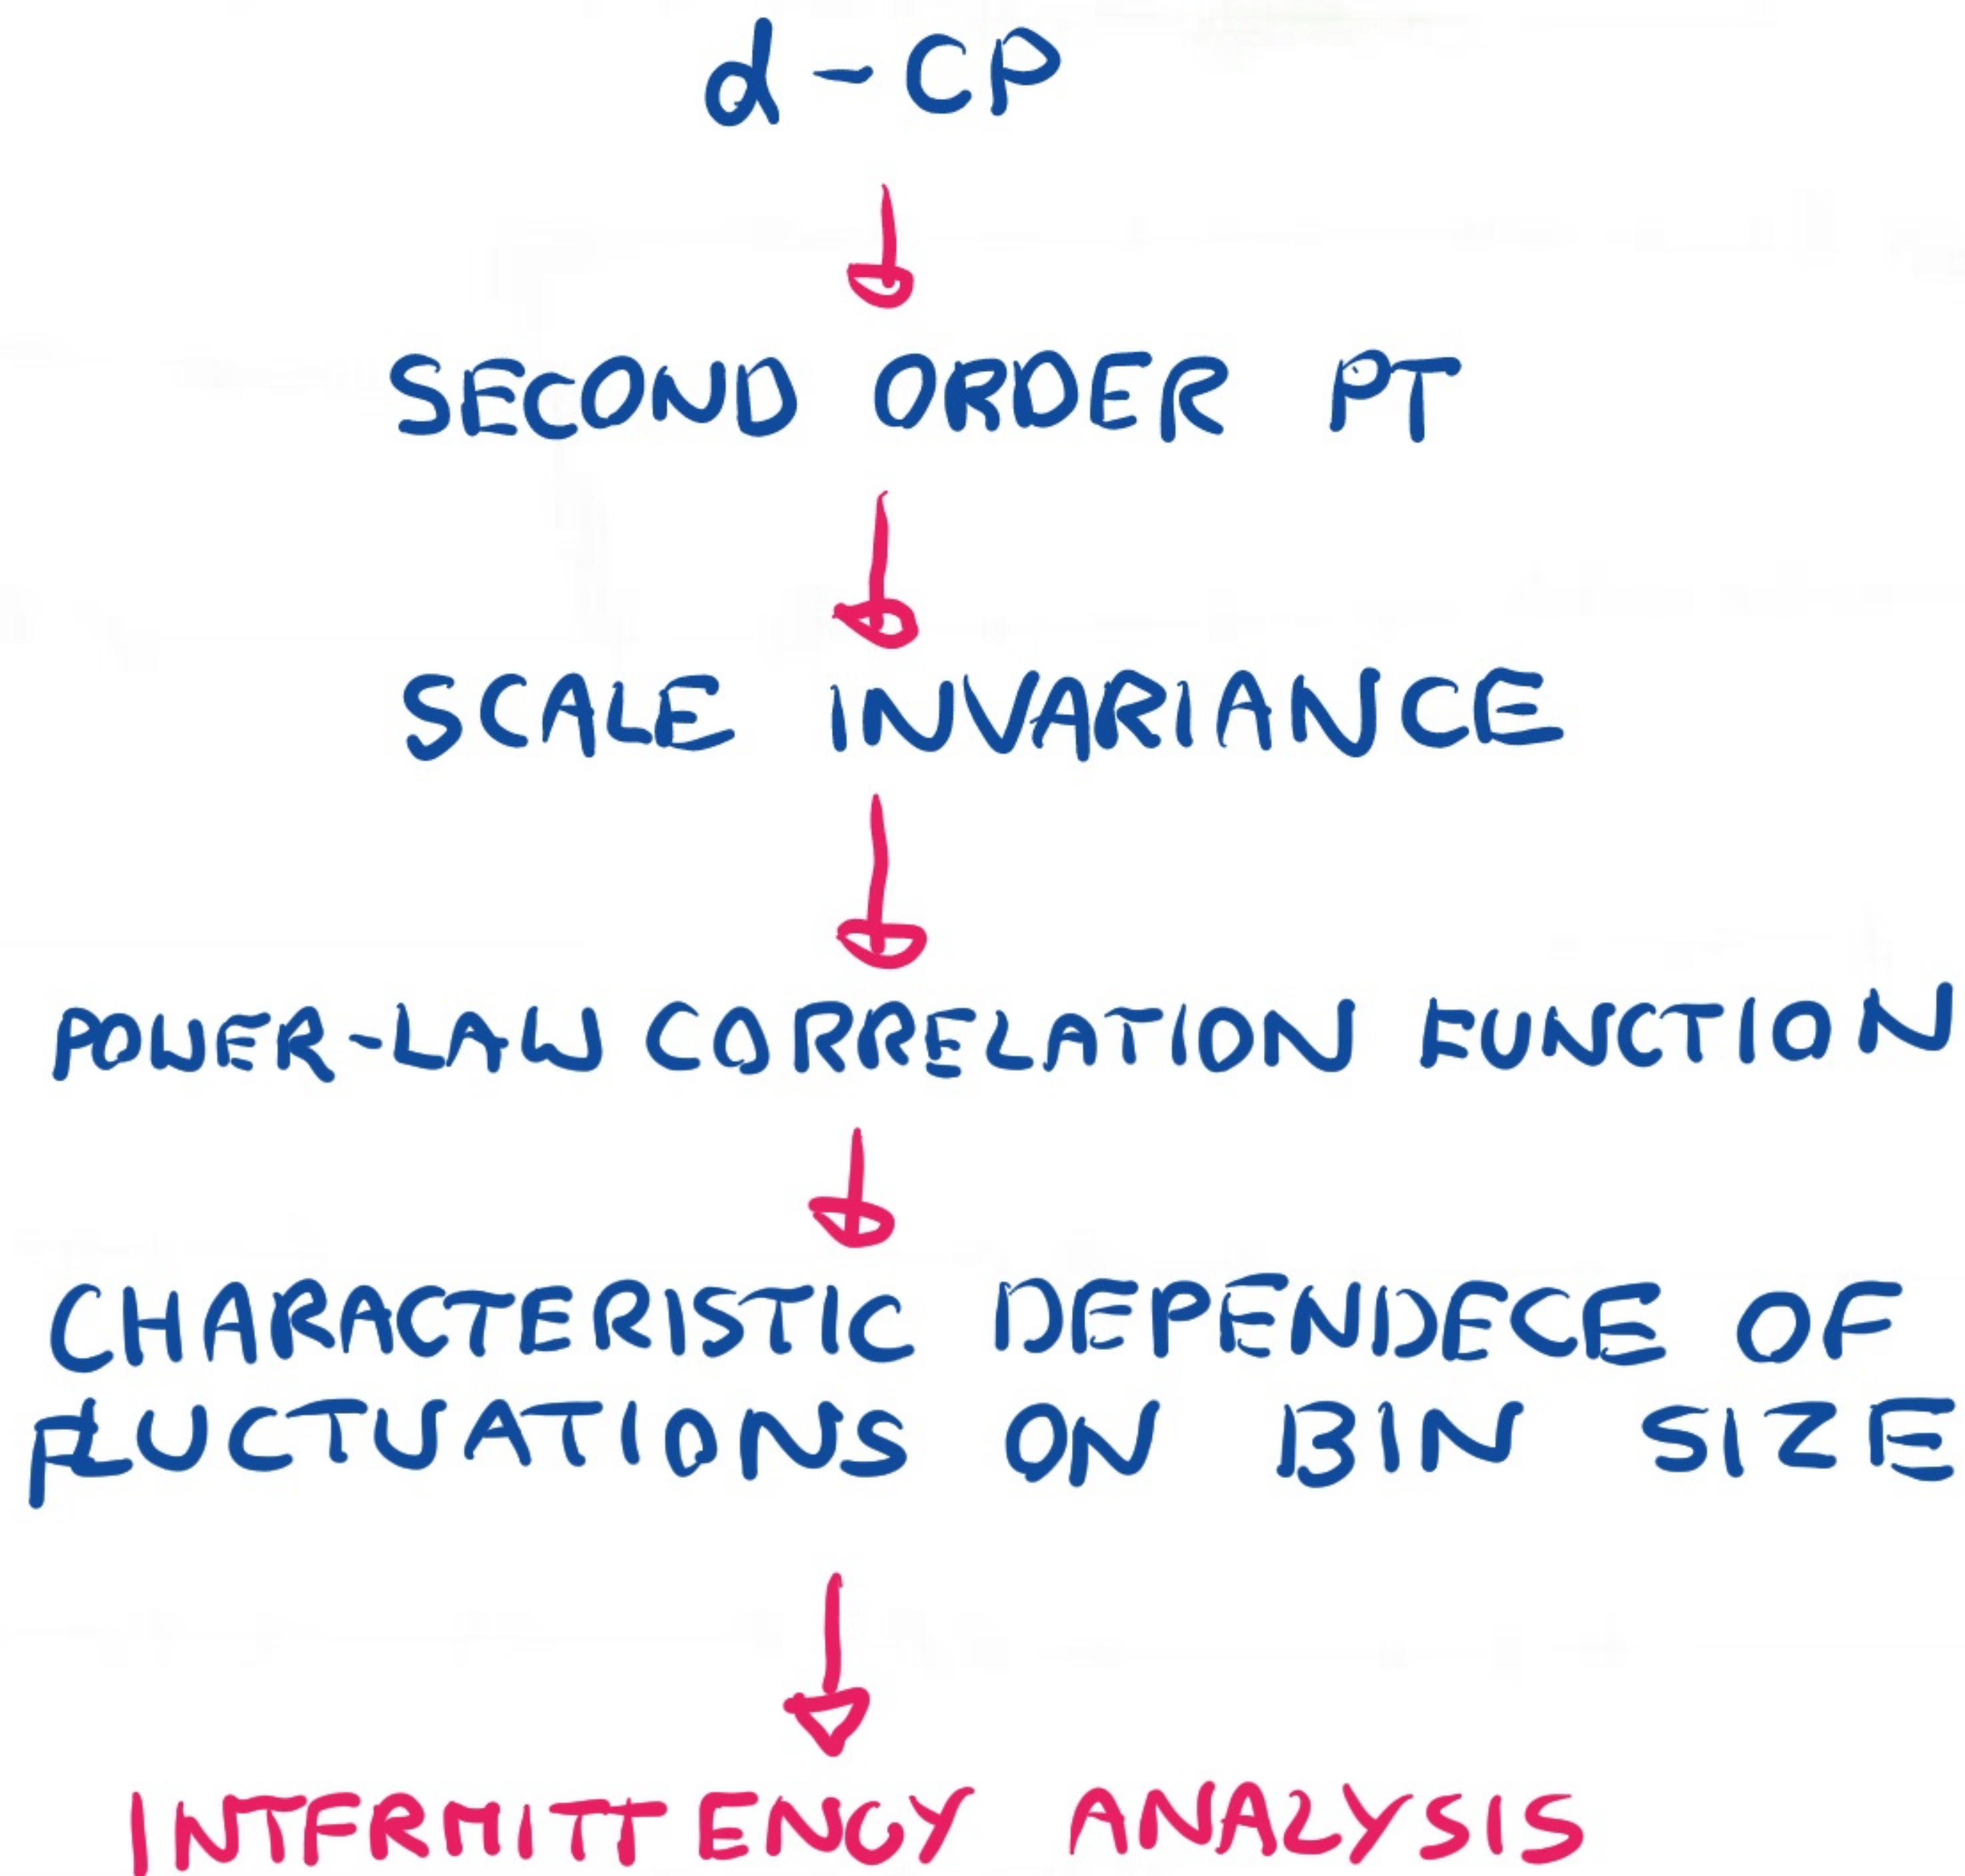 d-CP
SECOND ORDER PT
SCALE INVARIANCE
POWER-LAW CORRELATION FUNCTION
CHARACTERISTIC DEPENDECE OF
FLUCTUATIONS ON BIN SIZE
INTERMITTENCY ANALYSIS